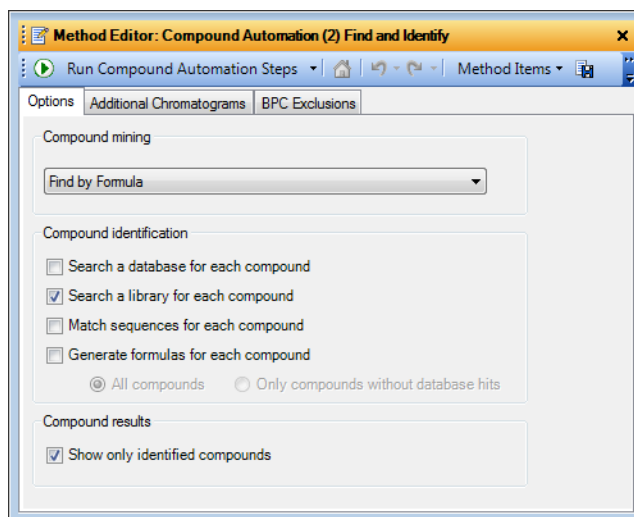 Method Editor: Compound Automation (2) Find and Identify
Run Compound Automation Steps Method Items
Options Additional Chromatograms BPC Exclusions
Compound mining
Find by Formula
Compound identification
Search a database for each compound
Search a library for each compound
Match sequences for each compound
Generate formulas for each compound
All compounds Only compounds without database hits
Compound results
Show only identified compounds